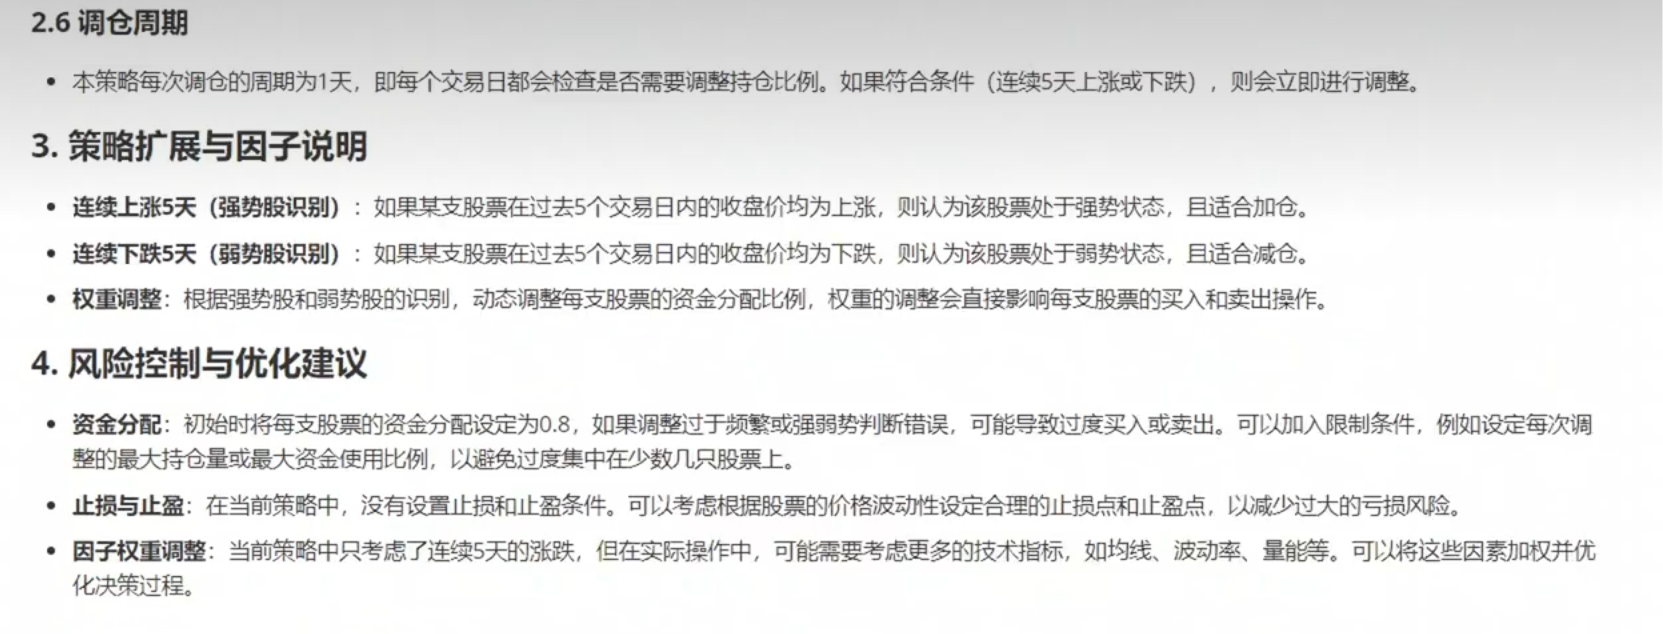 2.6 调仓周期
• 本策略每次调仓的周期为1天，即每个交易日都会检查是否需要调整持仓比例。如果符合条件（连续5天上涨或下跌），则会立即进行调整。
3. 策略扩展与因子说明
• 连续上涨5天（强势股识别）：如果某支股票在过去5个交易日内的收盘价均为上涨，则认为该股票处于强势状态，且适合加仓。
• 连续下跌5天（弱势股识别）：如果某支股票在过去5个交易日内的收盘价均为下跌，则认为该股票处于弱势状态，且适合减仓。
• 权重调整：根据强势股和弱势股的识别，动态调整每支股票的资金分配比例，权重的调整会直接影响每支股票的买入和卖出操作。
4. 风险控制与优化建议
• 资金分配：初始时将每支股票的资金分配设定为0.8，如果调整过于频繁或强弱势判断错误，可能导致过度买入或卖出。可以加入限制条件，例如设定每次调
整的最大持仓量或最大资金使用比例，以避免过度集中在少数几只股票上。
• 止损与止盈：在当前策略中，没有设置止损和止盈条件。可以考虑根据股票的价格波动性设定合理的止损点和止盈点，以减少过大的亏损风险。
• 因子权重调整：当前策略中只考虑了连续5天的涨跌，但在实际操作中，可能需要考虑更多的技术指标，如均线、波动率、量能等。可以将这些因素加权并优
化决策过程。